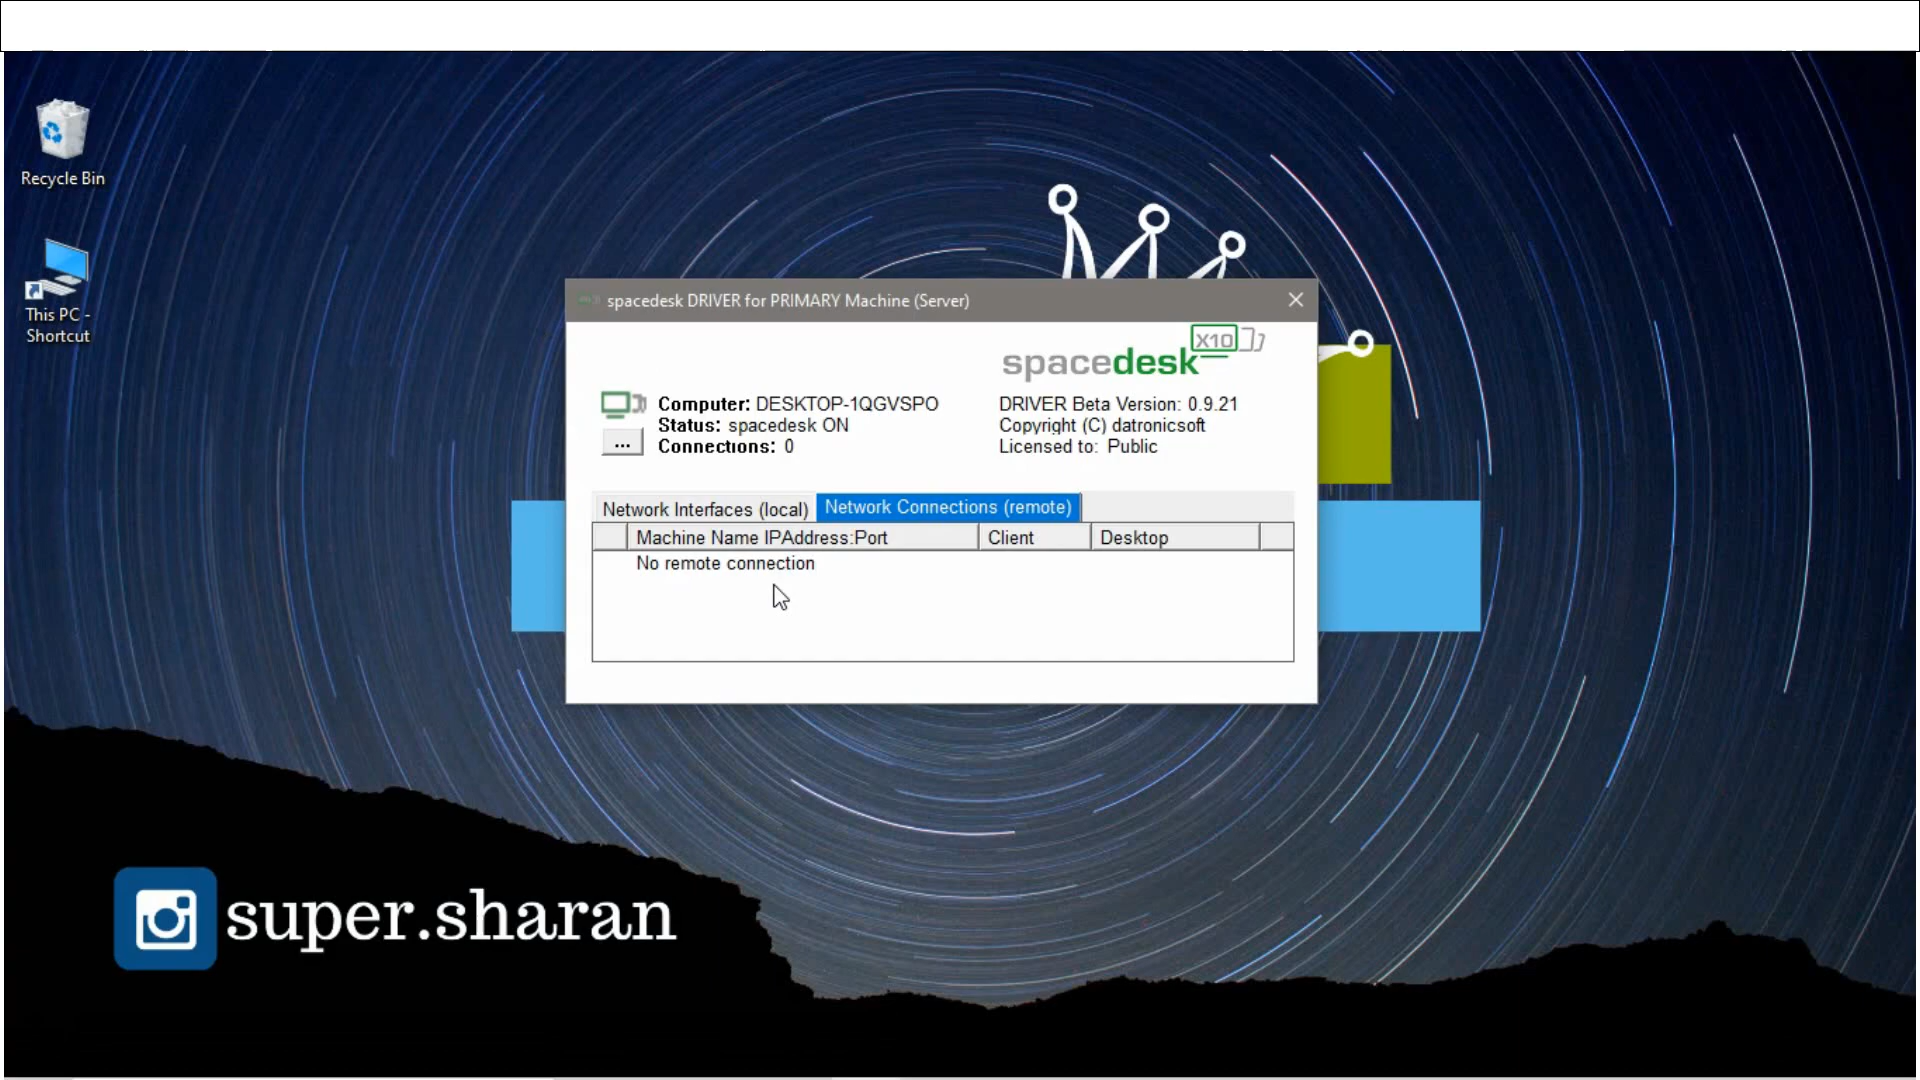 Recycle Bin
This PC -
Shortcut
spacedesk DRIVER for PRIMARY Machine (Server)
X10
spacedesk
Computer: DESKTOP-1QGVSPO
Status: spacedesk ON
Connections: 0
...
DRIVER Beta Version: 0.9.21
Copyright (C) datronicsoft
Licensed to: Public
Network Interfaces (local) Network Connections (remote)
Machine Name IPAddress:Port Client Desktop
No remote connection
super.sharan